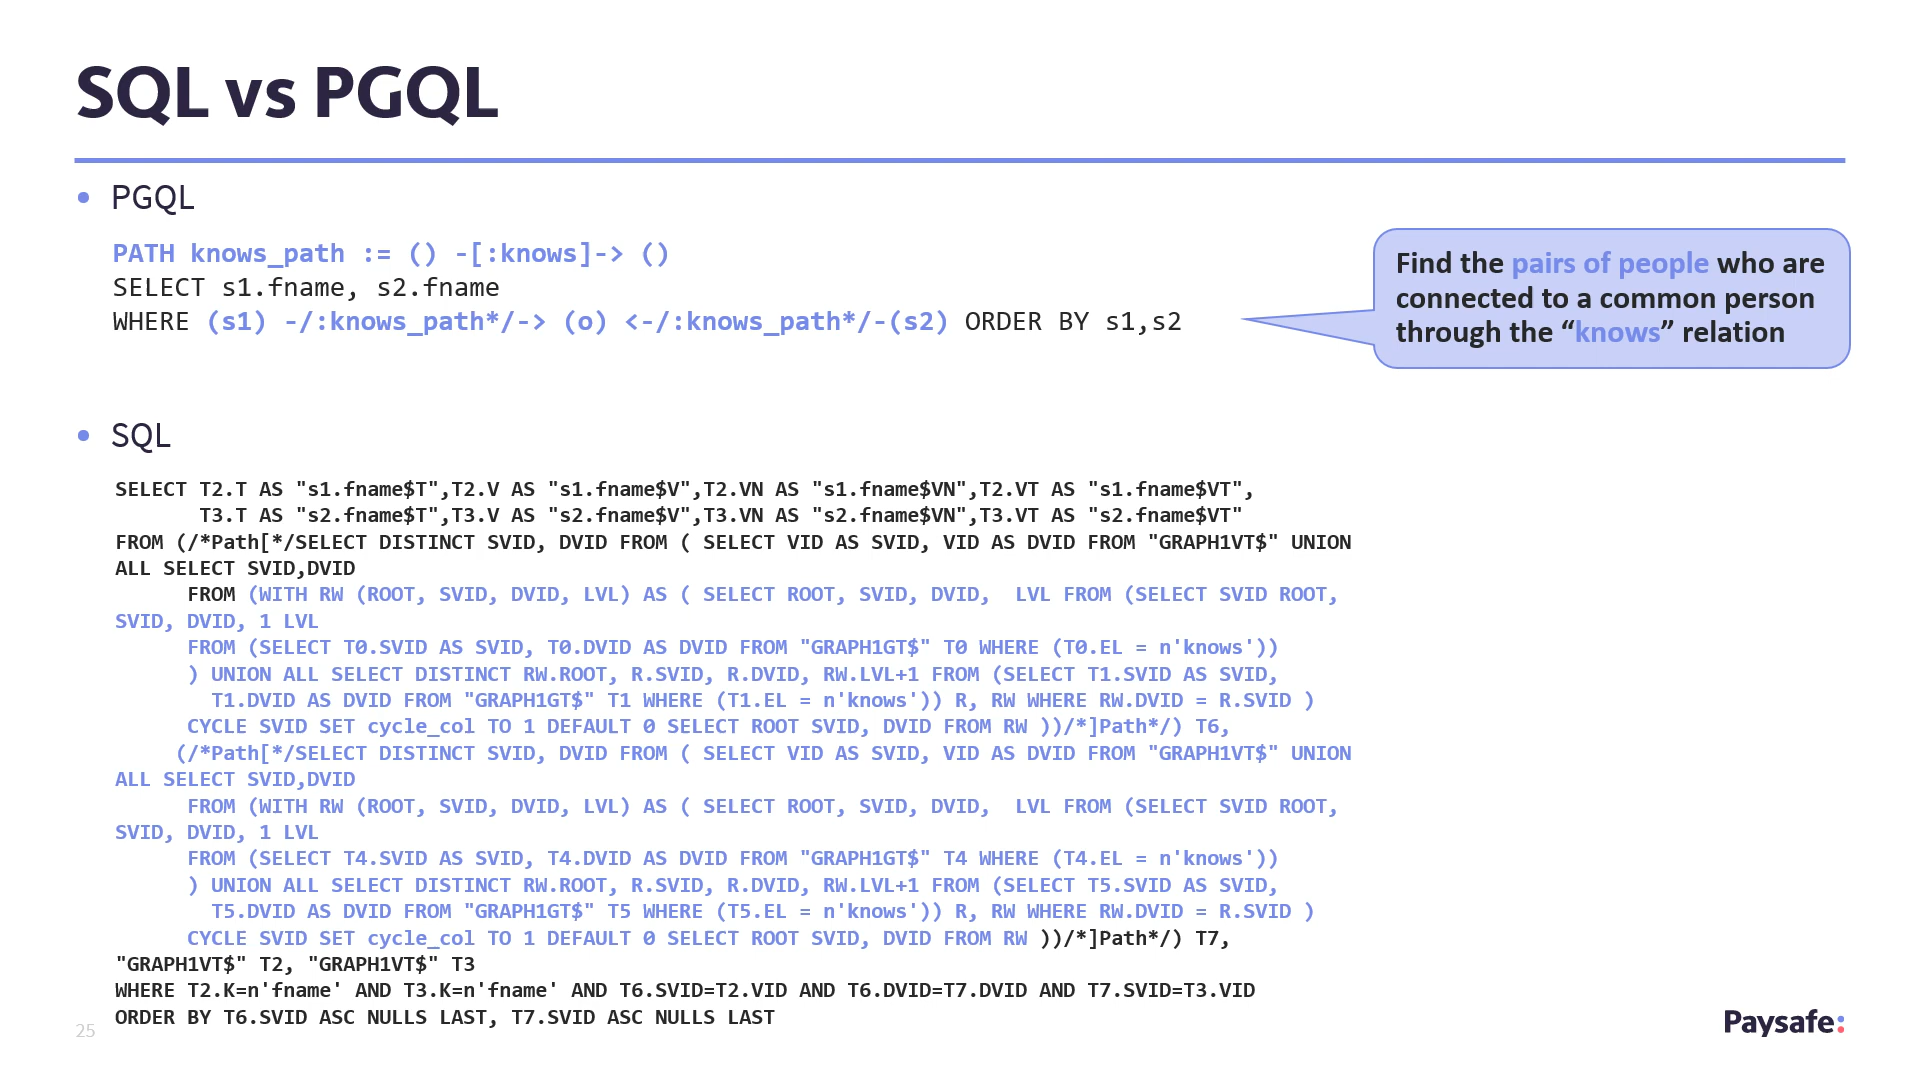 SQL vs PGQL
• PGQL
PATH knows_path := () -[:knows]-> ()
SELECT s1.fname, s2.fname
WHERE (s1) -/:knows_path*/-> (o) <-/:knows_path*/-(s2) ORDER BY s1,s2
Find the pairs of people who are
connected to a common person
through the “knows” relation
• SQL
SELECT T2.T AS "s1.fname$T",T2.V AS "s1.fname$V",T2.VN AS "s1.fname$VN",T2.VT AS "s1.fname$VT",
T3.T AS "s2.fname$T",T3.V AS "s2.fname$V",T3.VN AS "s2.fname$VN",T3.VT AS "s2.fname$VT"
FROM (/*Path[*/SELECT DISTINCT SVID, DVID FROM ( SELECT VID AS SVID, VID AS DVID FROM "GRAPH1VT$" UNION
ALL SELECT SVID,DVID
FROM (WITH RW (ROOT, SVID, DVID, LVL) AS ( SELECT ROOT, SVID, DVID,  LVL FROM (SELECT SVID ROOT,
SVID, DVID, 1 LVL
FROM (SELECT T0.SVID AS SVID, T0.DVID AS DVID FROM "GRAPH1GT$" T0 WHERE (T0.EL = n'knows'))
) UNION ALL SELECT DISTINCT RW.ROOT, R.SVID, R.DVID, RW.LVL+1 FROM (SELECT T1.SVID AS SVID,
T1.DVID AS DVID FROM "GRAPH1GT$" T1 WHERE (T1.EL = n'knows')) R, RW WHERE RW.DVID = R.SVID )
CYCLE SVID SET cycle_col TO 1 DEFAULT 0 SELECT ROOT SVID, DVID FROM RW ))/*]Path*/) T6,
(/*Path[*/SELECT DISTINCT SVID, DVID FROM ( SELECT VID AS SVID, VID AS DVID FROM "GRAPH1VT$" UNION
ALL SELECT SVID,DVID
FROM (WITH RW (ROOT, SVID, DVID, LVL) AS ( SELECT ROOT, SVID, DVID,  LVL FROM (SELECT SVID ROOT,
SVID, DVID, 1 LVL
FROM (SELECT T4.SVID AS SVID, T4.DVID AS DVID FROM "GRAPH1GT$" T4 WHERE (T4.EL = n'knows'))
) UNION ALL SELECT DISTINCT RW.ROOT, R.SVID, R.DVID, RW.LVL+1 FROM (SELECT T5.SVID AS SVID,
T5.DVID AS DVID FROM "GRAPH1GT$" T5 WHERE (T5.EL = n'knows')) R, RW WHERE RW.DVID = R.SVID )
CYCLE SVID SET cycle_col TO 1 DEFAULT 0 SELECT ROOT SVID, DVID FROM RW ))/*]Path*/) T7,
"GRAPH1VT$" T2, "GRAPH1VT$" T3
WHERE T2.K=n'fname' AND T3.K=n'fname' AND T6.SVID=T2.VID AND T6.DVID=T7.DVID AND T7.SVID=T3.VID
ORDER BY T6.SVID ASC NULLS LAST, T7.SVID ASC NULLS LAST
25
Paysafe: